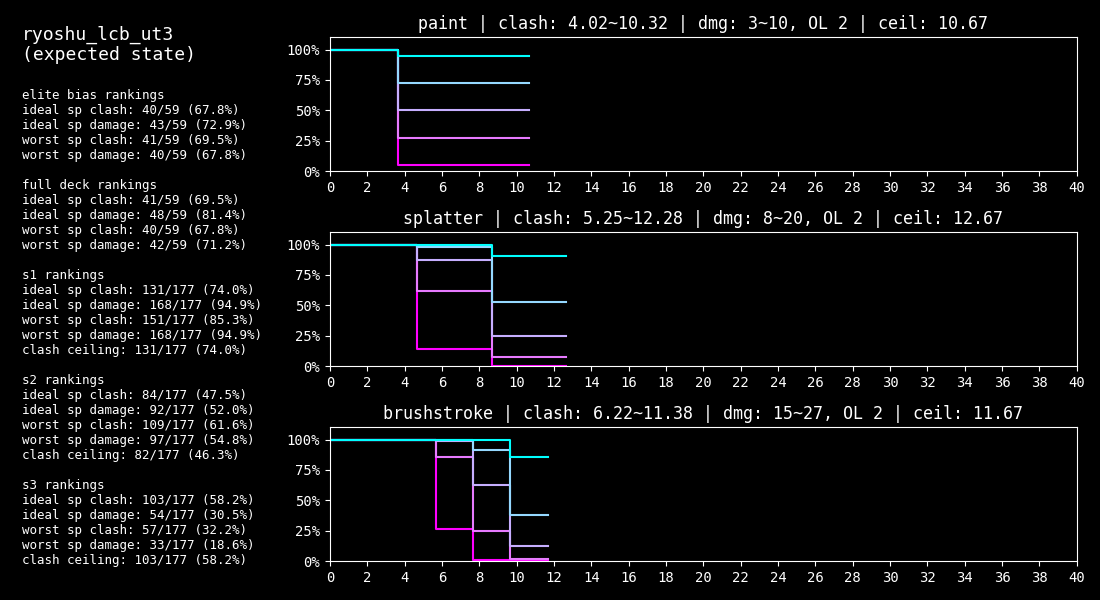 ryoshu_lcb_ut3
(expected state)
elite bias rankings
ideal sp clash: 40/59 (67.8%)
ideal sp damage: 43/59 (72.9%)
worst sp clash: 41/59 (69.5%)
worst sp damage: 40/59 (67.8%)
full deck rankings
ideal sp clash: 41/59 (69.5%)
ideal sp damage: 48/59 (81.4%)
worst sp clash: 40/59 (67.8%)
worst sp damage: 42/59 (71.2%)
s1 rankings
ideal sp clash: 131/177 (74.0%)
ideal sp damage: 168/177 (94.9%)
worst sp clash: 151/177 (85.3%)
worst sp damage: 168/177 (94.9%)
clash ceiling: 131/177 (74.0%)
s2 rankings
ideal sp clash: 84/177 (47.5%)
ideal sp damage: 92/177 (52.0%)
worst sp clash: 109/177 (61.6%)
worst sp damage: 97/177 (54.8%)
clash ceiling: 82/177 (46.3%)
s3 rankings
ideal sp clash: 103/177 (58.2%)
ideal sp damage: 54/177 (30.5%)
worst sp clash: 57/177 (32.2%)
worst sp damage: 33/177 (18.6%)
clash ceiling: 103/177 (58.2%)
paint | clash: 4.02~10.32 | dmg: 3~10, OL 2 | ceil: 10.67
100%
75%
50%
25%
0%
0 2 4 6 8 10 12 14 16 18 20 22 24 26 28 30 32 34 36 38 40
splatter | clash: 5.25~12.28 | dmg: 8~20, OL 2 | ceil: 12.67
100%
75%
50%
25%
0%
0 2 4 6 8 10 12 14 16 18 20 22 24 26 28 30 32 34 36 38 40
brushstroke | clash: 6.22~11.38 | dmg: 15~27, OL 2 | ceil: 11.67
100%
75%
50%
25%
0%
0 2 4 6 8 10 12 14 16 18 20 22 24 26 28 30 32 34 36 38 40